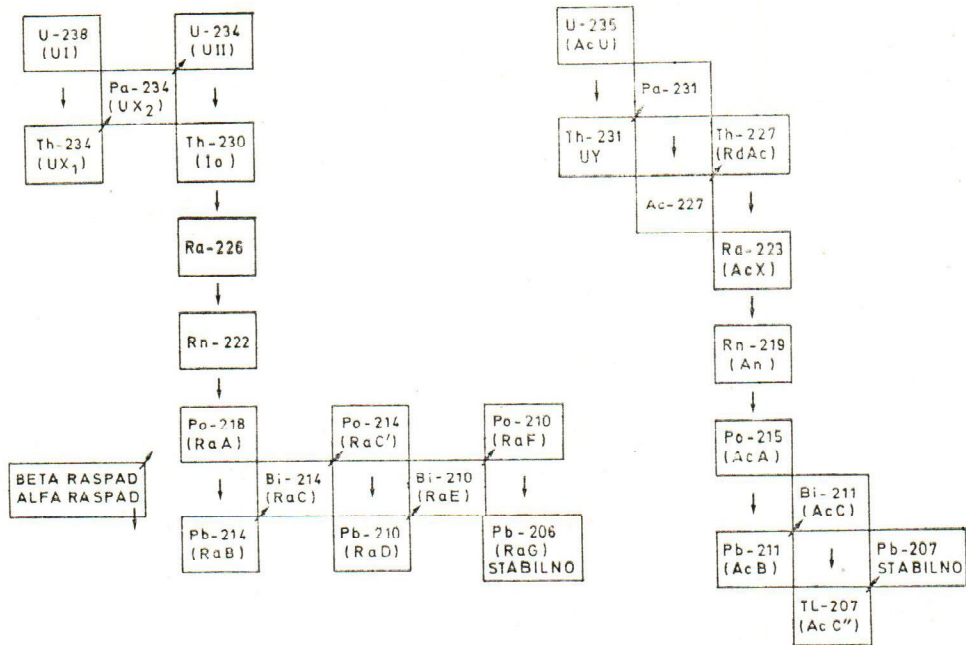 U-238
(UI)
U-234
(UII)
Pa-234
(UX₂)
Th-234
(UX₁)
Th-230
(Io)
Ra-226
Rn-222
Po-218
(RaA)
Po-214
(RaC')
Po-210
(RaF)
Bi-214
(RaC)
Bi-210
(RaE)
Pb-214
(RaB)
Pb-210
(RaD)
Pb-206
(RaG)
STABILNO
BETA RASPAD
ALFA RASPAD
U-235
(AcU)
Pa-231
Th-231
UY
Th-227
(RdAc)
Ac-227
Ra-223
(AcX)
Rn-219
(An)
Po-215
(AcA)
Bi-211
(AcC)
Pb-211
(AcB)
Pb-207
STABILNO
TL-207
(AcC")